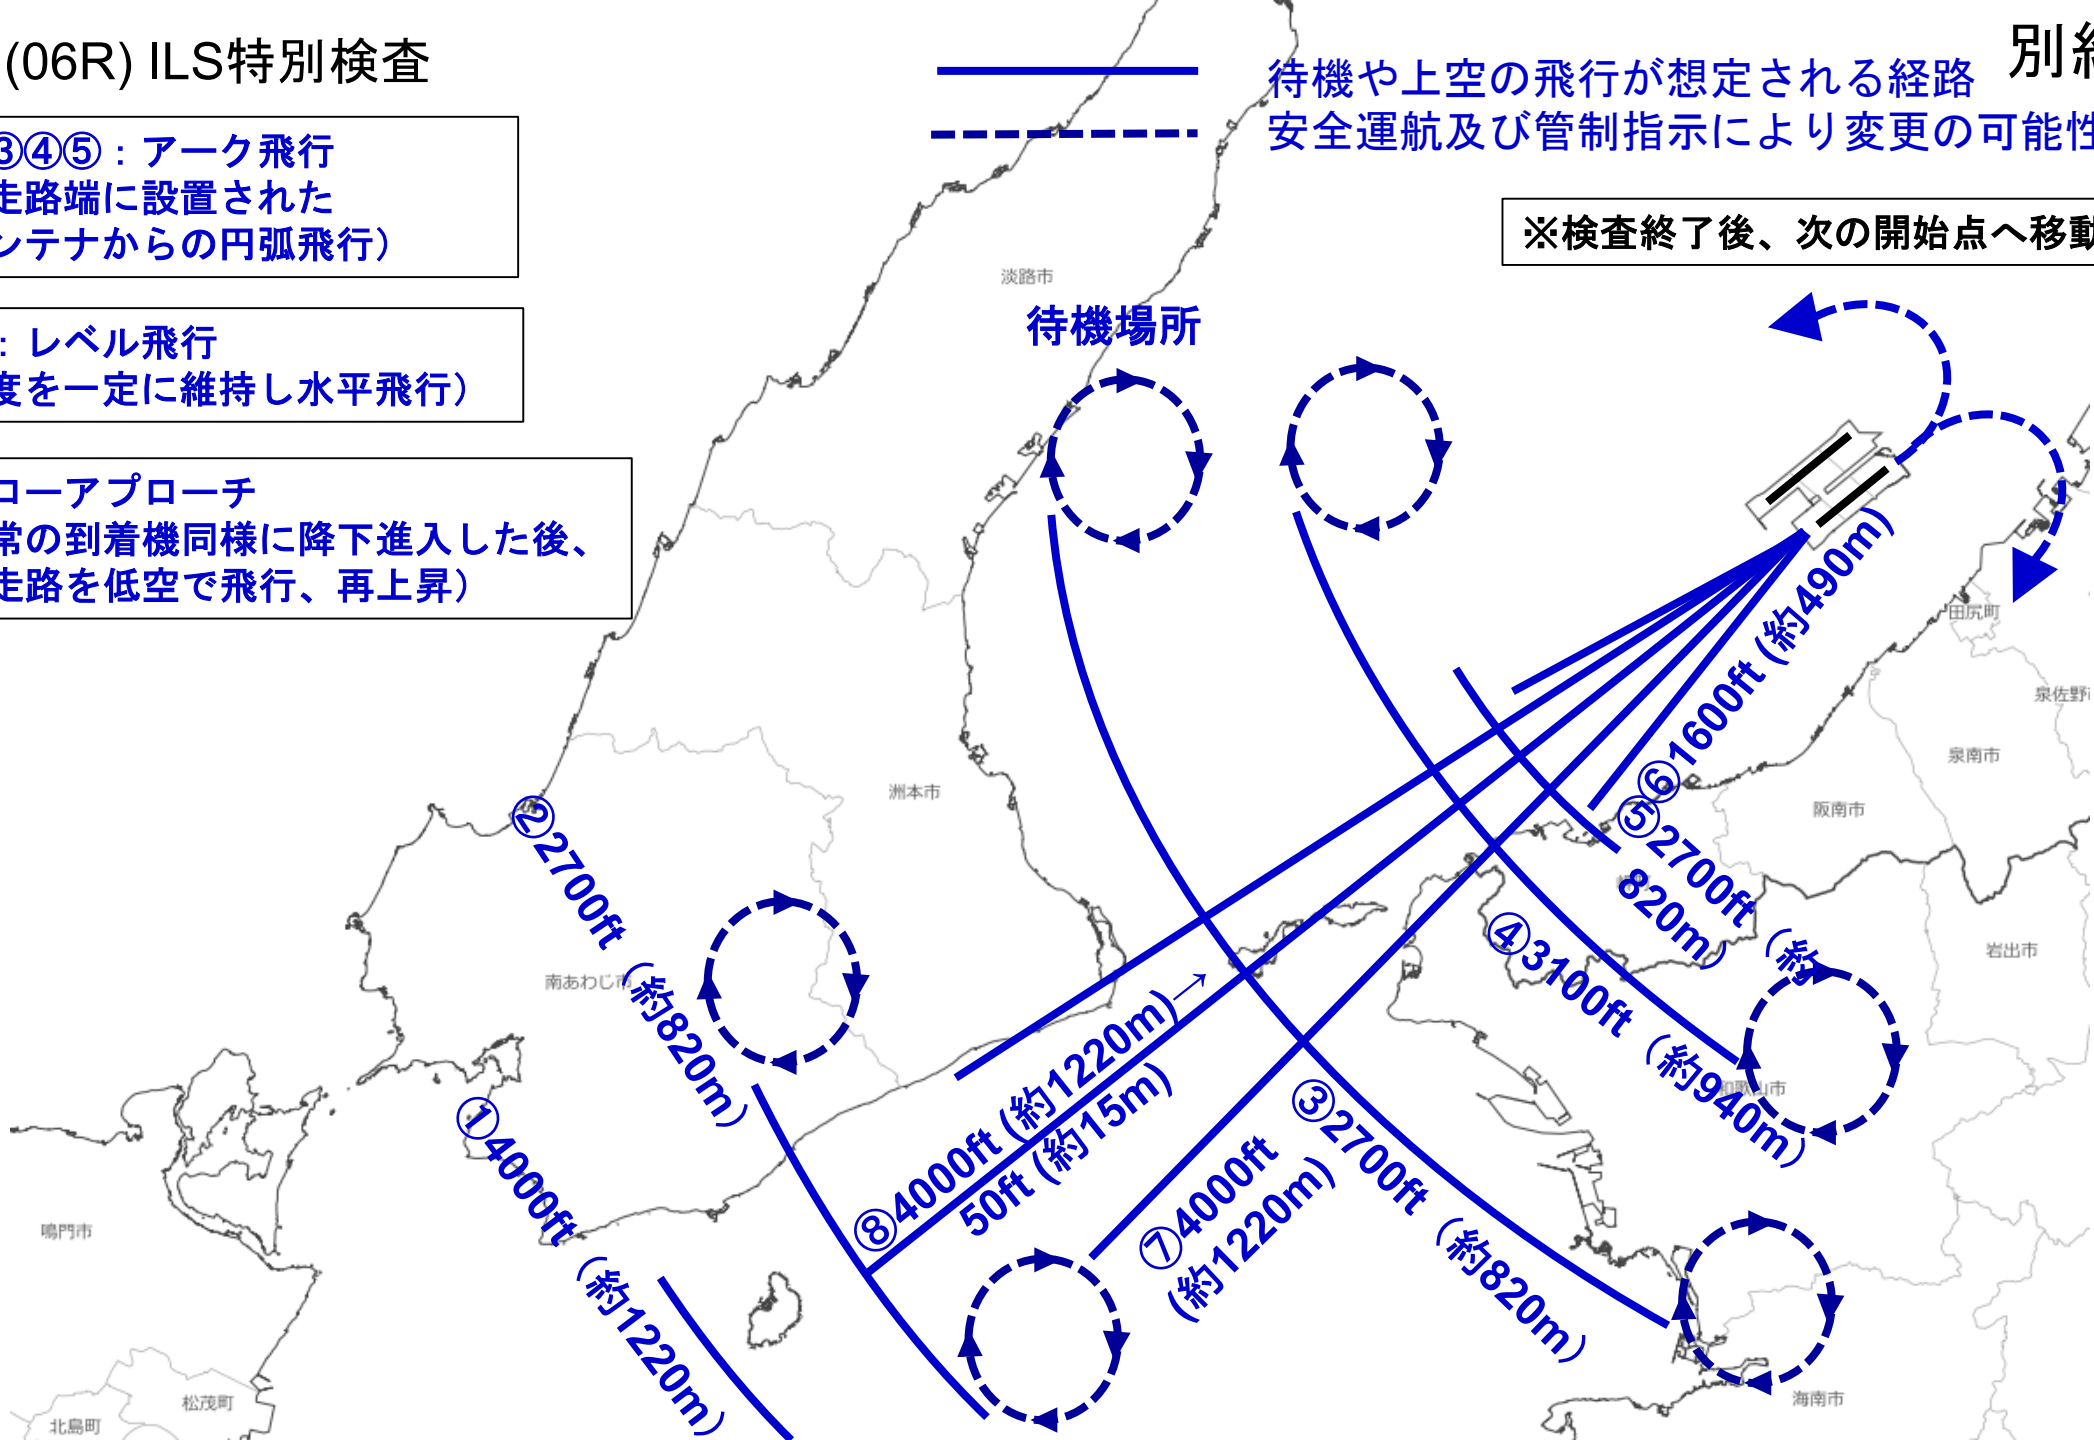 (06R) ILS特別検査
別
待機や上空の飛行が想定される経路
安全運航及び管制指示により変更の可能性
③④⑤：アーク飛行
走路端に設置された
ンテナからの円弧飛行）
※検査終了後、次の開始点へ移動
：レベル飛行
度を一定に維持し水平飛行）
ローアプローチ
常の到着機同様に降下進入した後、
走路を低空で飛行、再上昇）
淡路市
待機場所
田尻町
泉佐野
泉南市
阪南市
洲本市
南あわじ市
岩出市
和歌山市
海南市
鳴門市
松茂町
北島町
①4000ft（約1220m）
②2700ft（約820m）
③2700ft（約820m）
④3100ft（約940m）
⑤2700ft（約
820m）
⑥1600ft (約490m)
⑦4000ft
(約1220m)
⑧4000ft (約1220m)→
50ft (約15m)